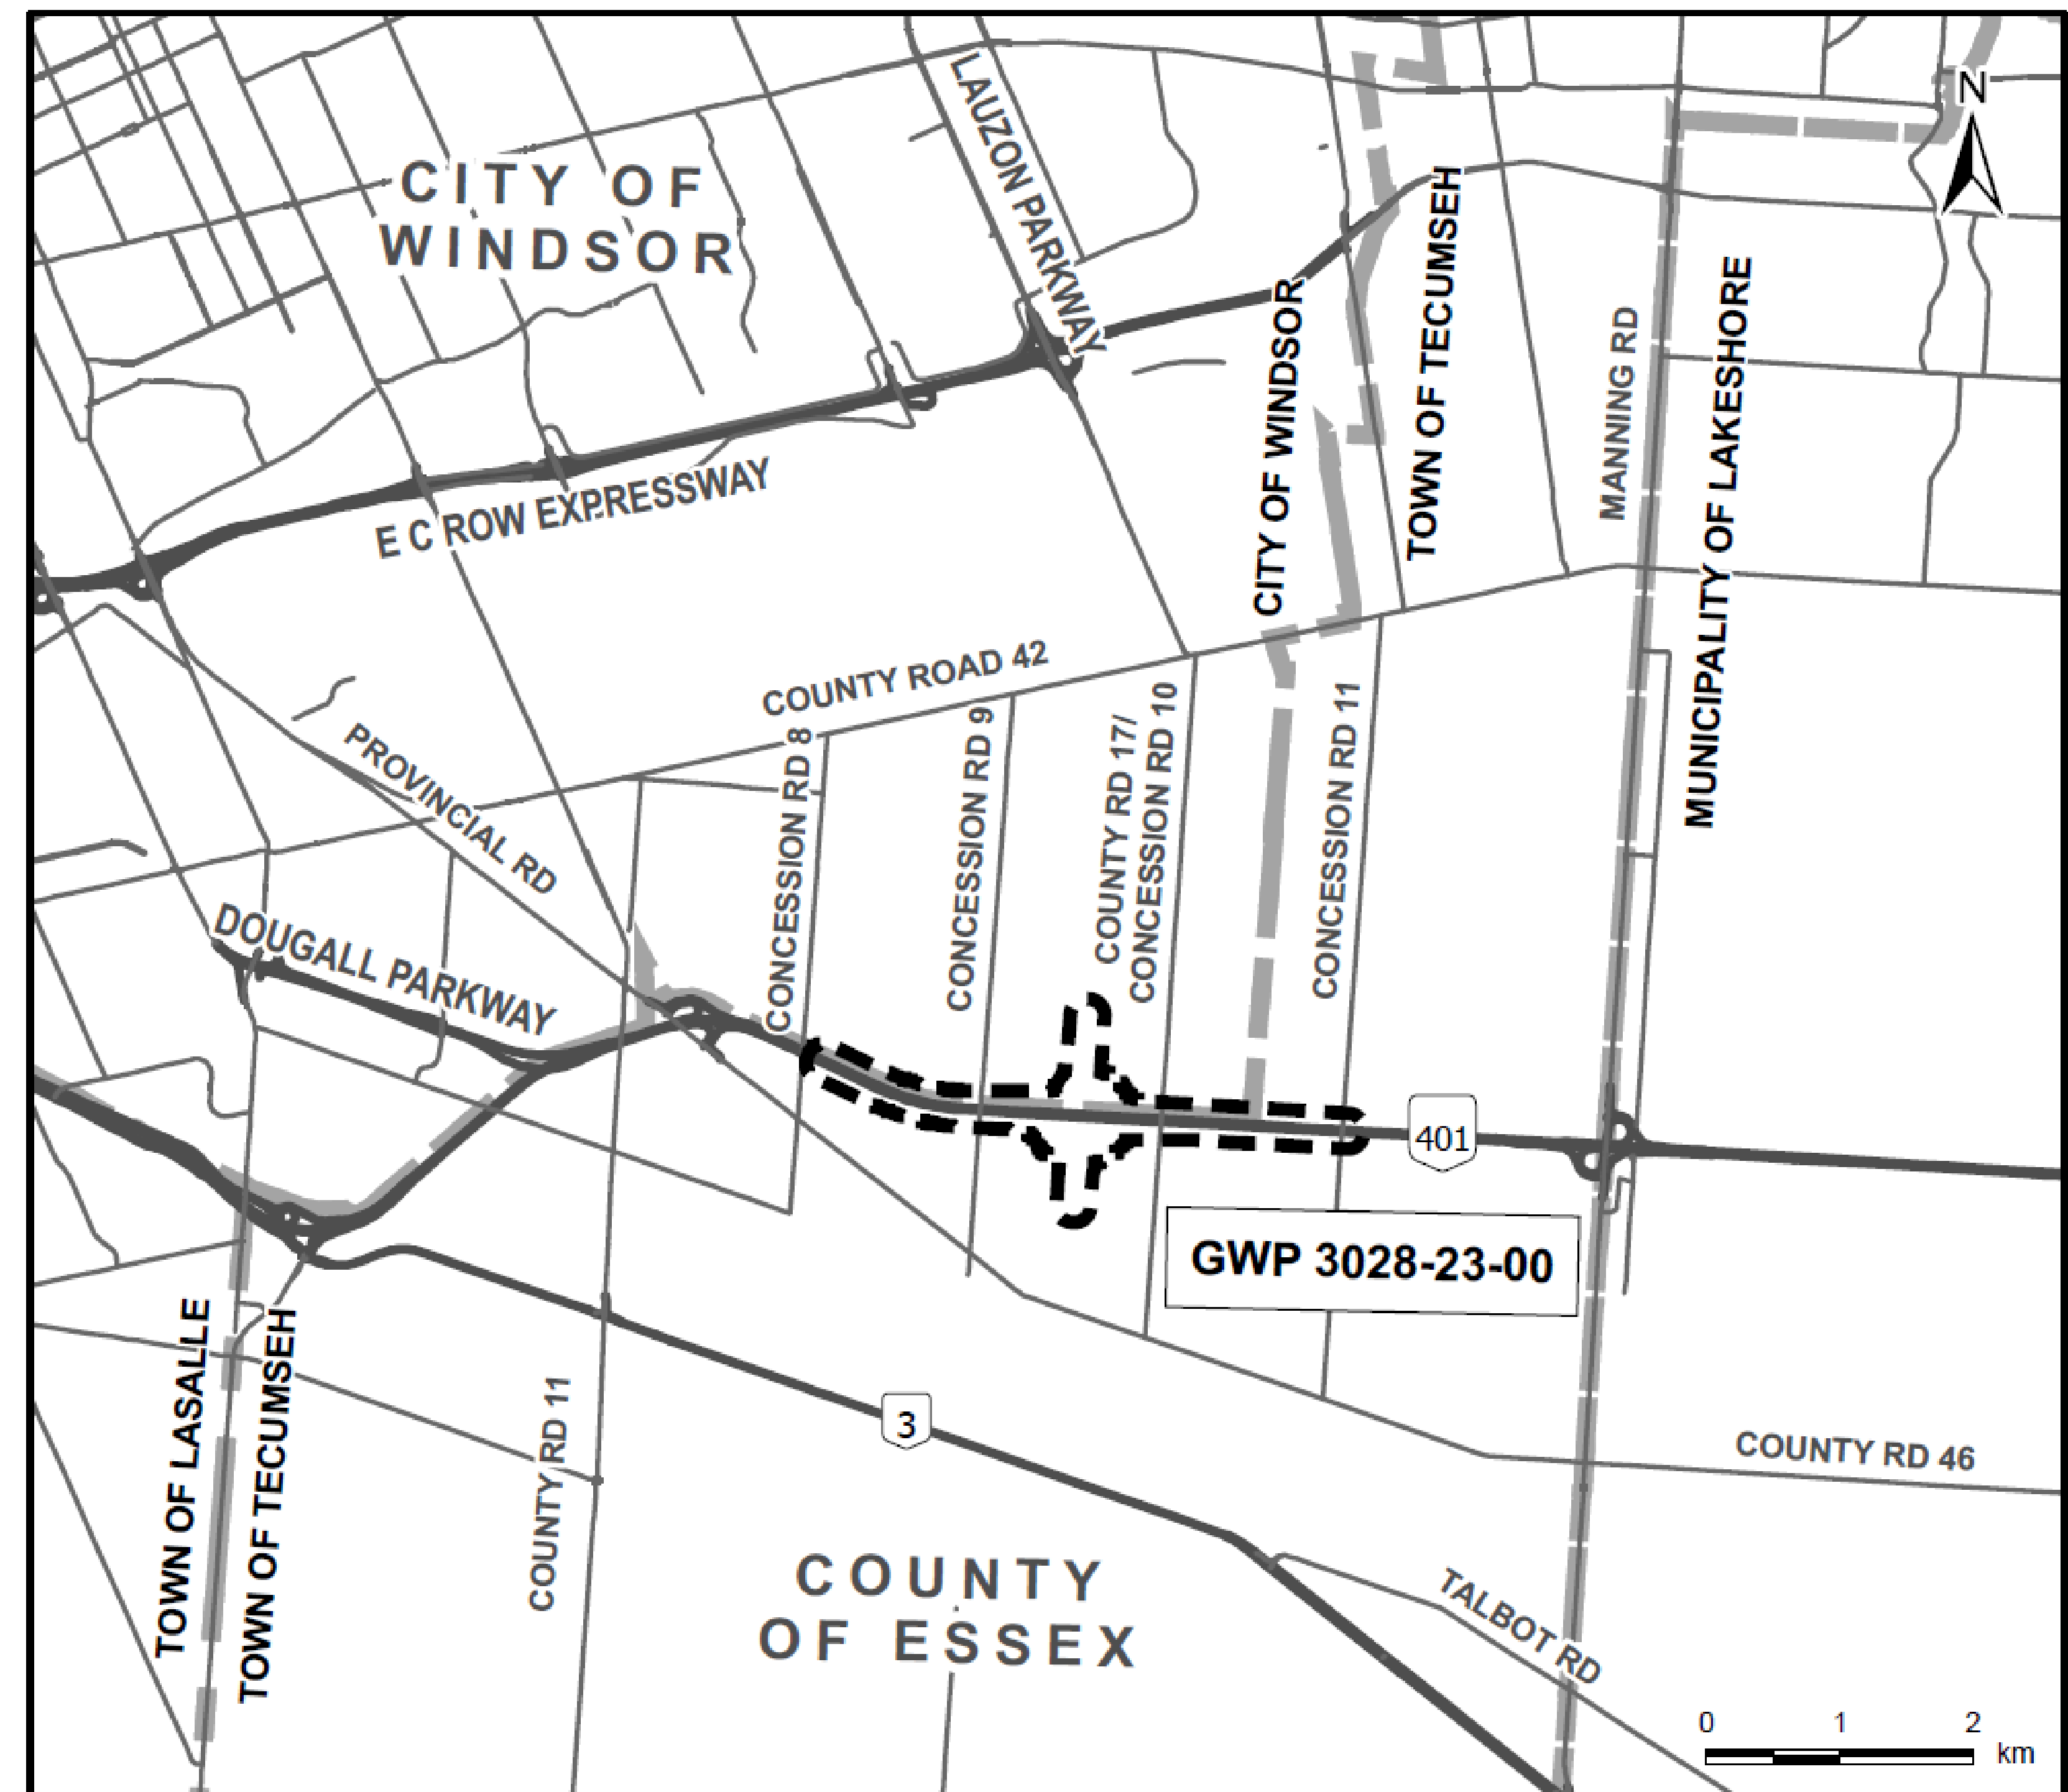 N
LAUZON PARKWAY
CITY OF
WINDSOR
TOWN OF TECUMSEH
CITY OF WINDSOR
MANNING RD
MUNICIPALITY OF LAKESHORE
E C ROW EXPRESSWAY
COUNTY ROAD 42
PROVINCIAL RD
CONCESSION RD 8
CONCESSION RD 9
COUNTY RD 17/
CONCESSION RD 10
CONCESSION RD 11
DOUGALL PARKWAY
401
GWP 3028-23-00
TOWN OF LASALLE
TOWN OF TECUMSEH
COUNTY RD 11
3
COUNTY RD 46
COUNTY
OF ESSEX
TALBOT RD
0 1 2
km